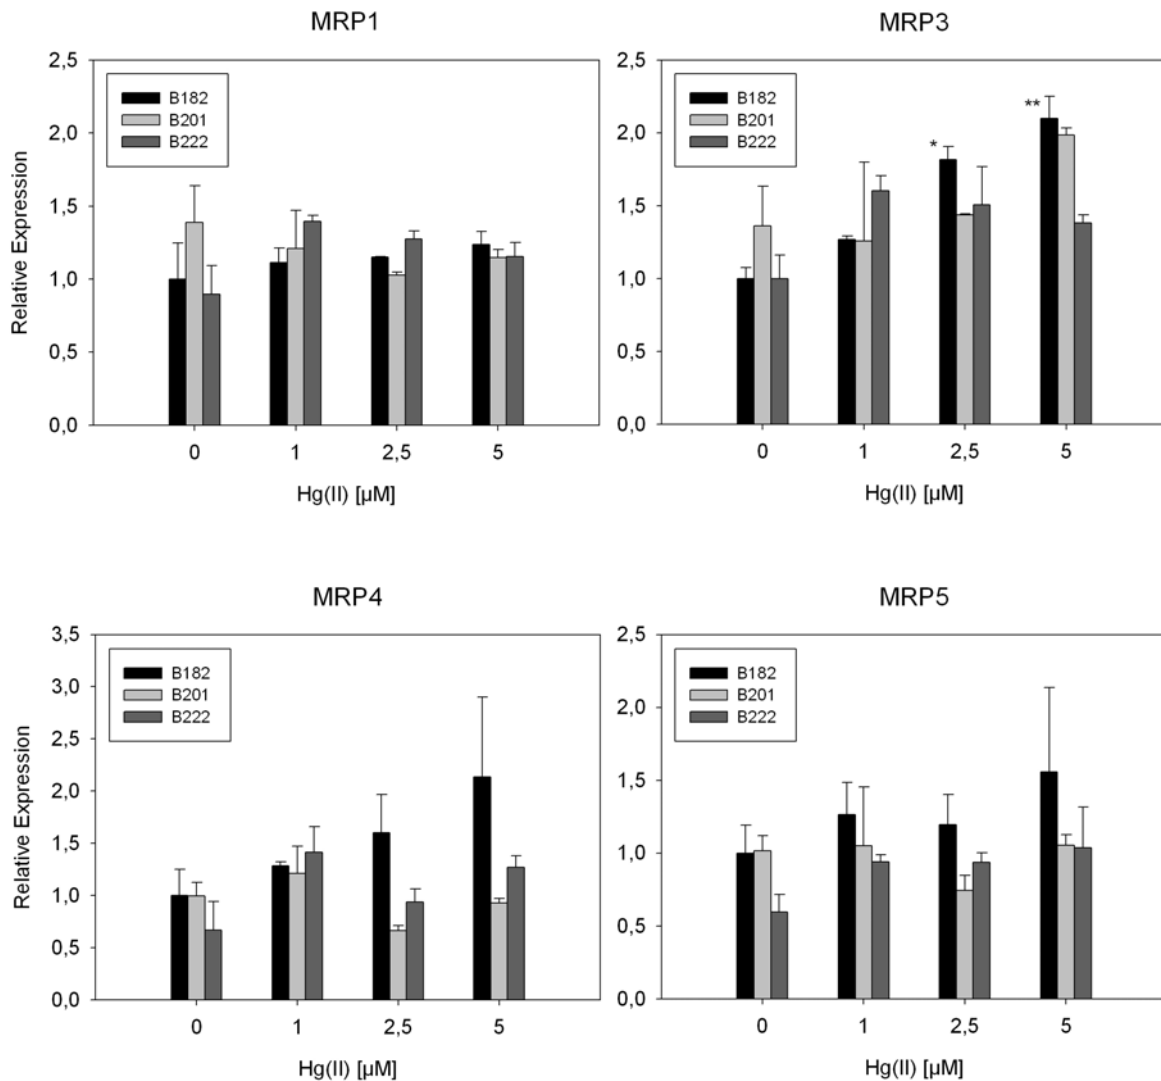 MRP1
2,5
2,0
1,5
1,0
0,5
0,0
Relative Expression
B182
B201
B222
0 1 2,5 5
Hg(II) [µM]
MRP3
2,5
2,0
1,5
1,0
0,5
0,0
B182
B201
B222
*
**
0 1 2,5 5
Hg(II) [µM]
MRP4
3,5
3,0
2,5
2,0
1,5
1,0
0,5
0,0
Relative Expression
B182
B201
B222
0 1 2,5 5
Hg(II) [µM]
MRP5
2,5
2,0
1,5
1,0
0,5
0,0
B182
B201
B222
0 1 2,5 5
Hg(II) [µM]